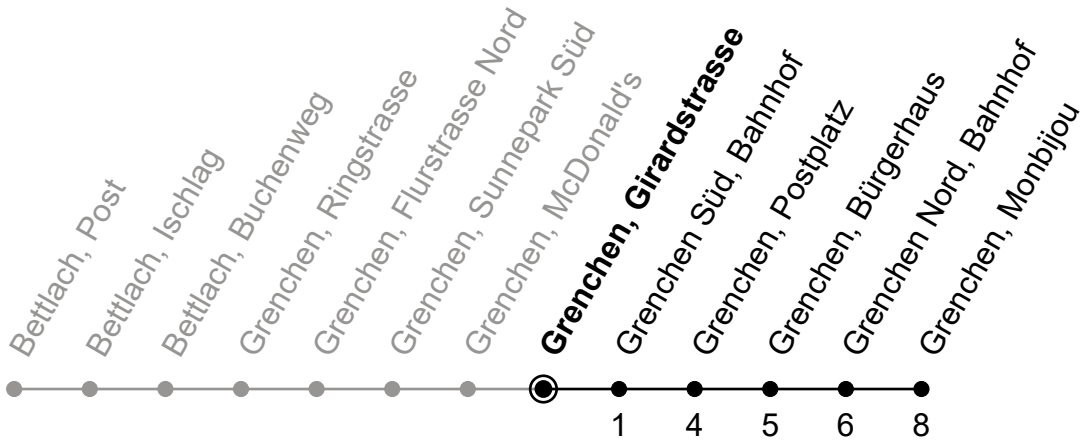 Bettlach, Post
Bettlach, Ischlag
Bettlach, Buchenweg
Grenchen, Ringstrasse
Grenchen, Flurstrasse Nord
Grenchen, Sunnepark Süd
Grenchen, McDonald's
Grenchen, Girardstrasse
Grenchen Süd, Bahnhof
Grenchen, Postplatz
Grenchen, Bürgerhaus
Grenchen Nord, Bahnhof
Grenchen, Monbijou
1 4 5 6 8